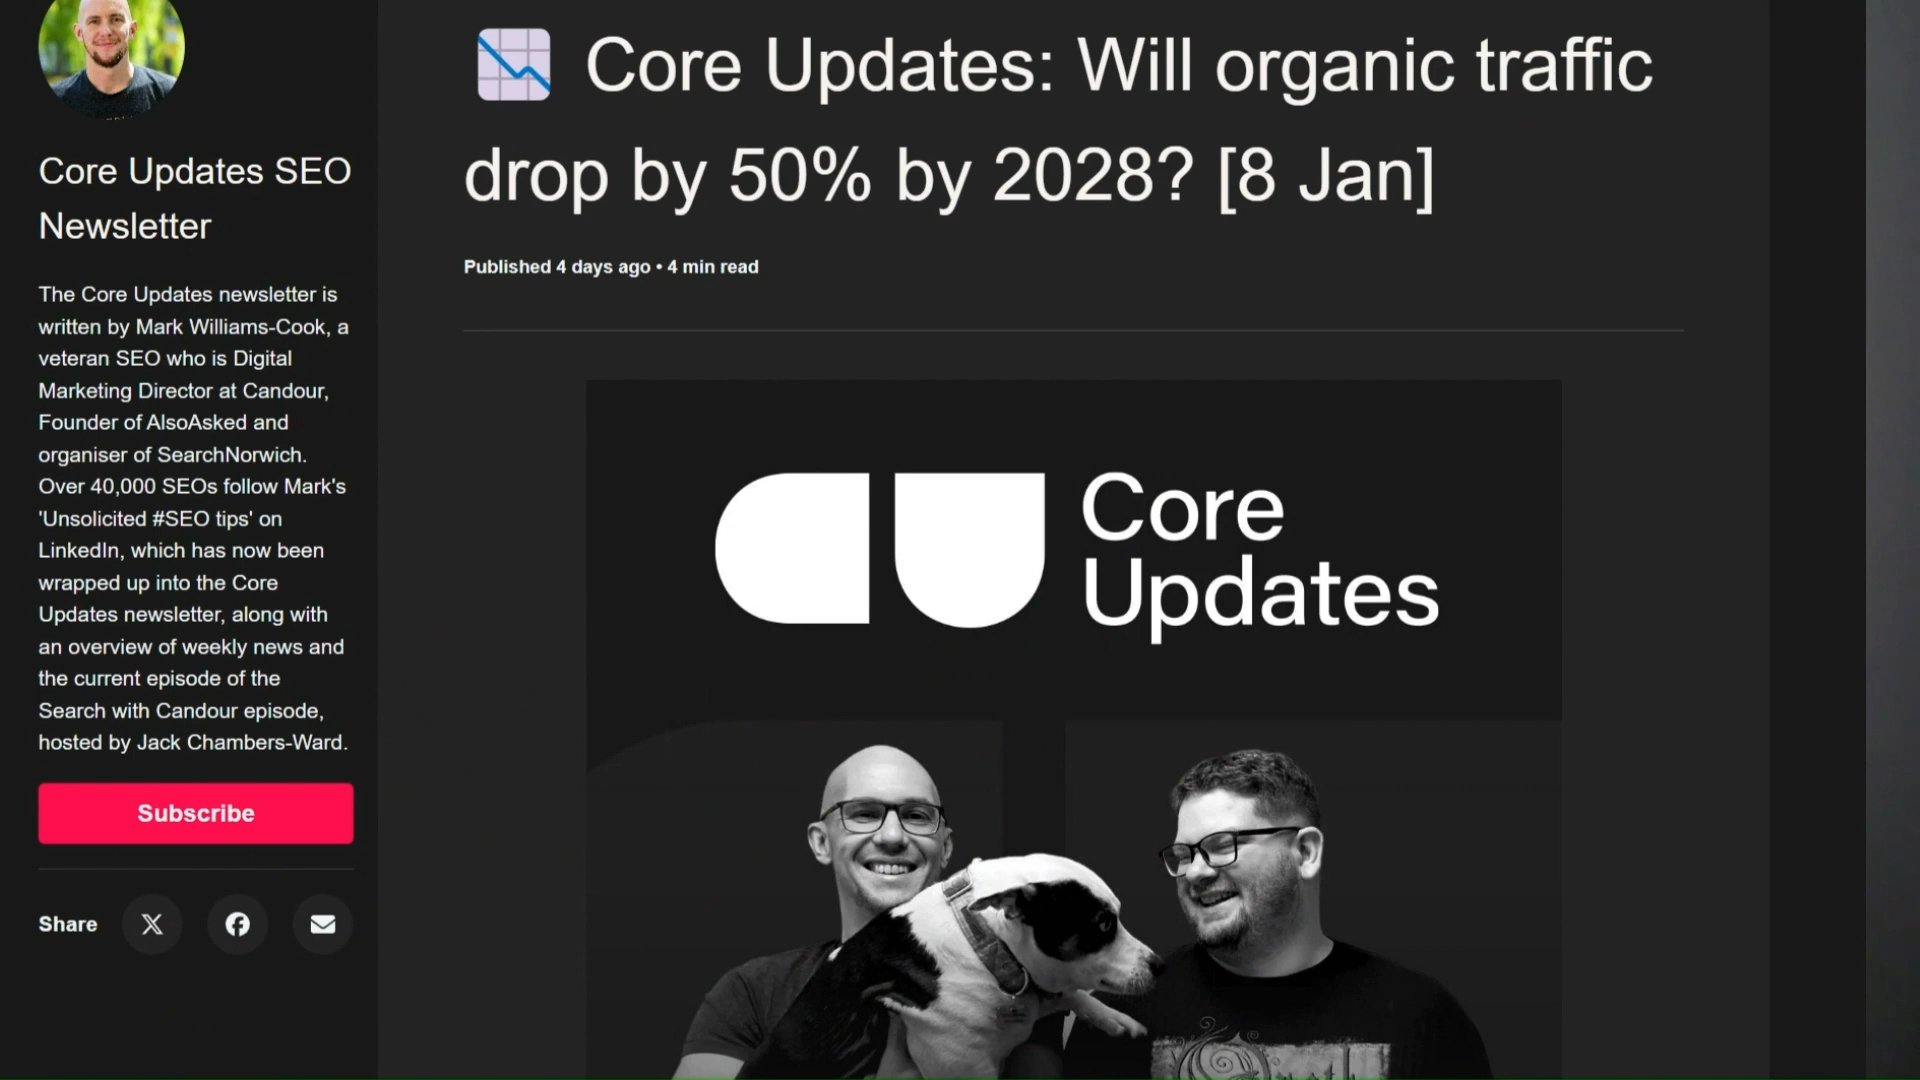 Core Updates: Will organic traffic
drop by 50% by 2028? [8 Jan]
Published 4 days ago • 4 min read
Core Updates SEO
Newsletter
The Core Updates newsletter is
written by Mark Williams-Cook, a
veteran SEO who is Digital
Marketing Director at Candour,
Founder of AlsoAsked and
organiser of SearchNorwich.
Over 40,000 SEOs follow Mark's
'Unsolicited #SEO tips' on
LinkedIn, which has now been
wrapped up into the Core
Updates newsletter, along with
an overview of weekly news and
the current episode of the
Search with Candour episode,
hosted by Jack Chambers-Ward.
Subscribe
Share
Core
Updates